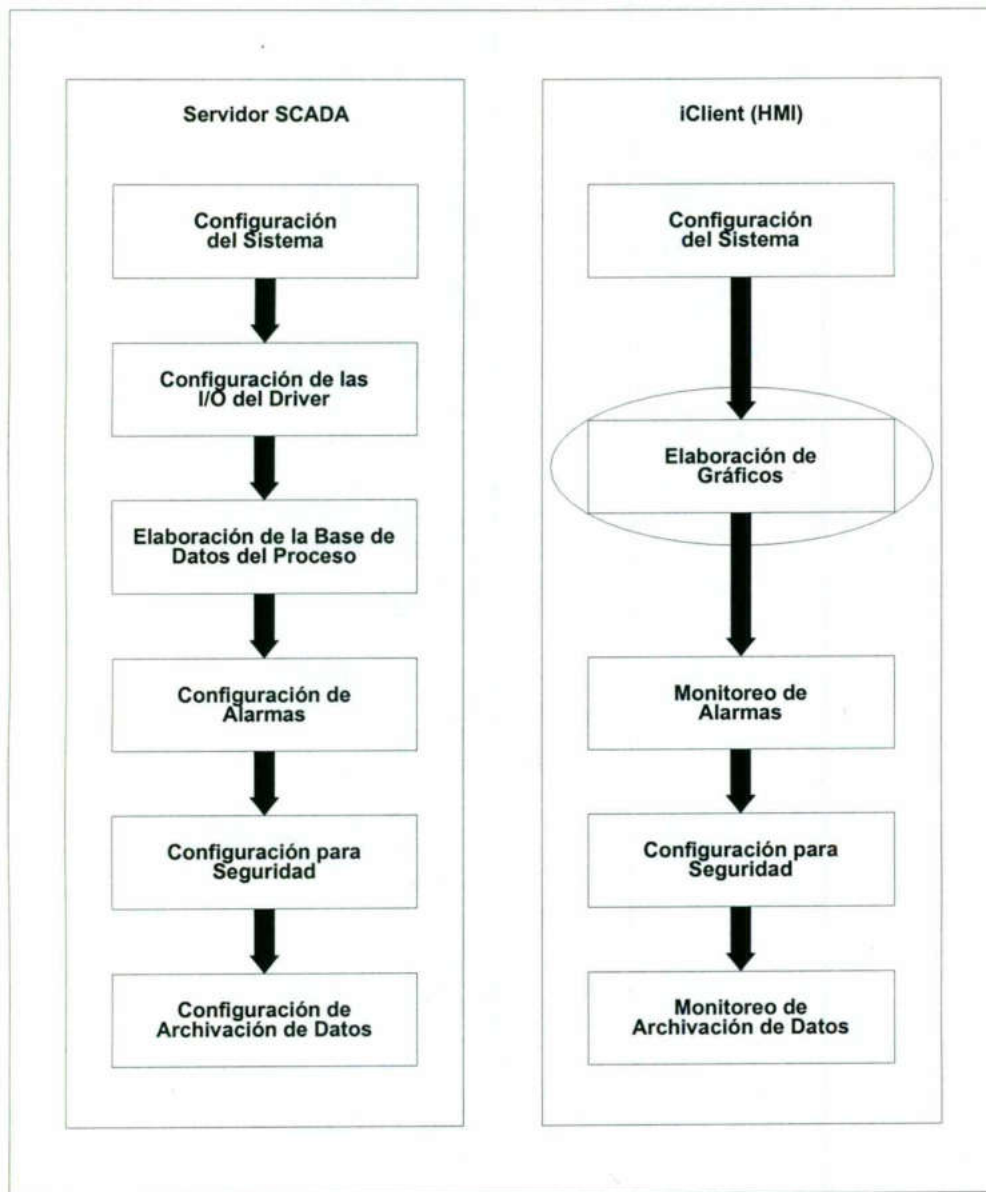 Servidor SCADA
Configuración
del Sistema
Configuración de las
I/O del Driver
Elaboración de la Base de
Datos del Proceso
Configuración de
Alarmas
Configuración para
Seguridad
Configuración de
Archivación de Datos
iClient (HMI)
Configuración
del Sistema
Elaboración de
Gráficos
Monitoreo de
Alarmas
Configuración para
Seguridad
Monitoreo de
Archivación de Datos